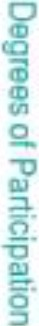 Degrees of Participation